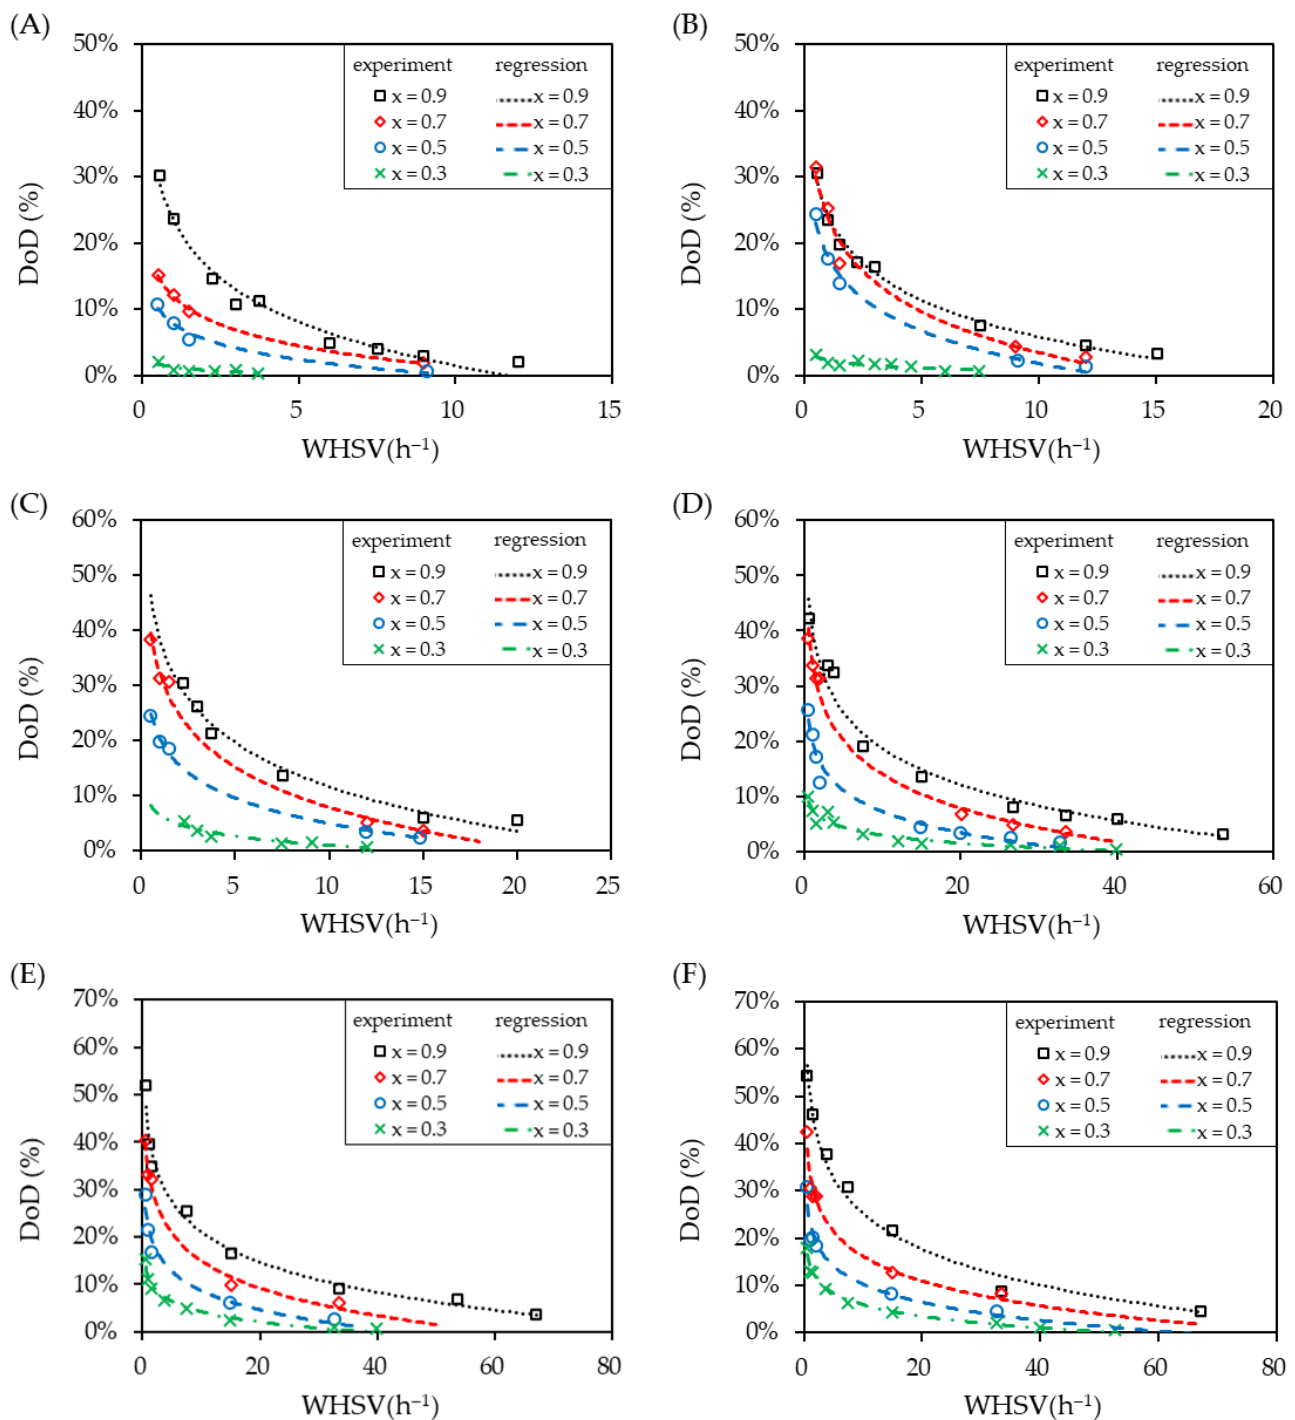 (A)
50%
40%
30%
20%
10%
0%
DoD (%)
experiment regression
x = 0.9 x = 0.9
x = 0.7 x = 0.7
x = 0.5 x = 0.5
x = 0.3 x = 0.3
0 5 10 15
WHSV(h⁻¹)
(B)
50%
40%
30%
20%
10%
0%
DoD (%)
experiment regression
x = 0.9 x = 0.9
x = 0.7 x = 0.7
x = 0.5 x = 0.5
x = 0.3 x = 0.3
0 5 10 15 20
WHSV(h⁻¹)
(C)
60%
50%
40%
30%
20%
10%
0%
DoD (%)
experiment regression
x = 0.9 x = 0.9
x = 0.7 x = 0.7
x = 0.5 x = 0.5
x = 0.3 x = 0.3
0 5 10 15 20 25
WHSV(h⁻¹)
(D)
60%
50%
40%
30%
20%
10%
0%
DoD (%)
experiment regression
x = 0.9 x = 0.9
x = 0.7 x = 0.7
x = 0.5 x = 0.5
x = 0.3 x = 0.3
0 20 40 60
WHSV(h⁻¹)
(E)
70%
60%
50%
40%
30%
20%
10%
0%
DoD (%)
experiment regression
x = 0.9 x = 0.9
x = 0.7 x = 0.7
x = 0.5 x = 0.5
x = 0.3 x = 0.3
0 20 40 60 80
WHSV(h⁻¹)
(F)
70%
60%
50%
40%
30%
20%
10%
0%
DoD (%)
experiment regression
x = 0.9 x = 0.9
x = 0.7 x = 0.7
x = 0.5 x = 0.5
x = 0.3 x = 0.3
0 20 40 60 80
WHSV(h⁻¹)